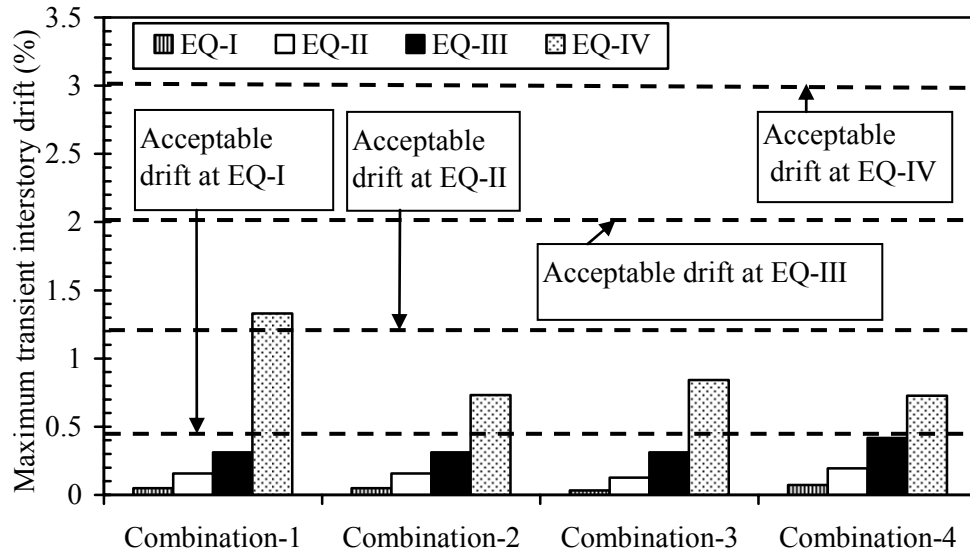 Maximum transient interstory drift (%)
3.5
3
2.5
2
1.5
1
0.5
0
EQ-I EQ-II EQ-III EQ-IV
Acceptable
drift at EQ-I
Acceptable
drift at EQ-II
Acceptable
drift at EQ-IV
Acceptable drift at EQ-III
Combination-1 Combination-2 Combination-3 Combination-4